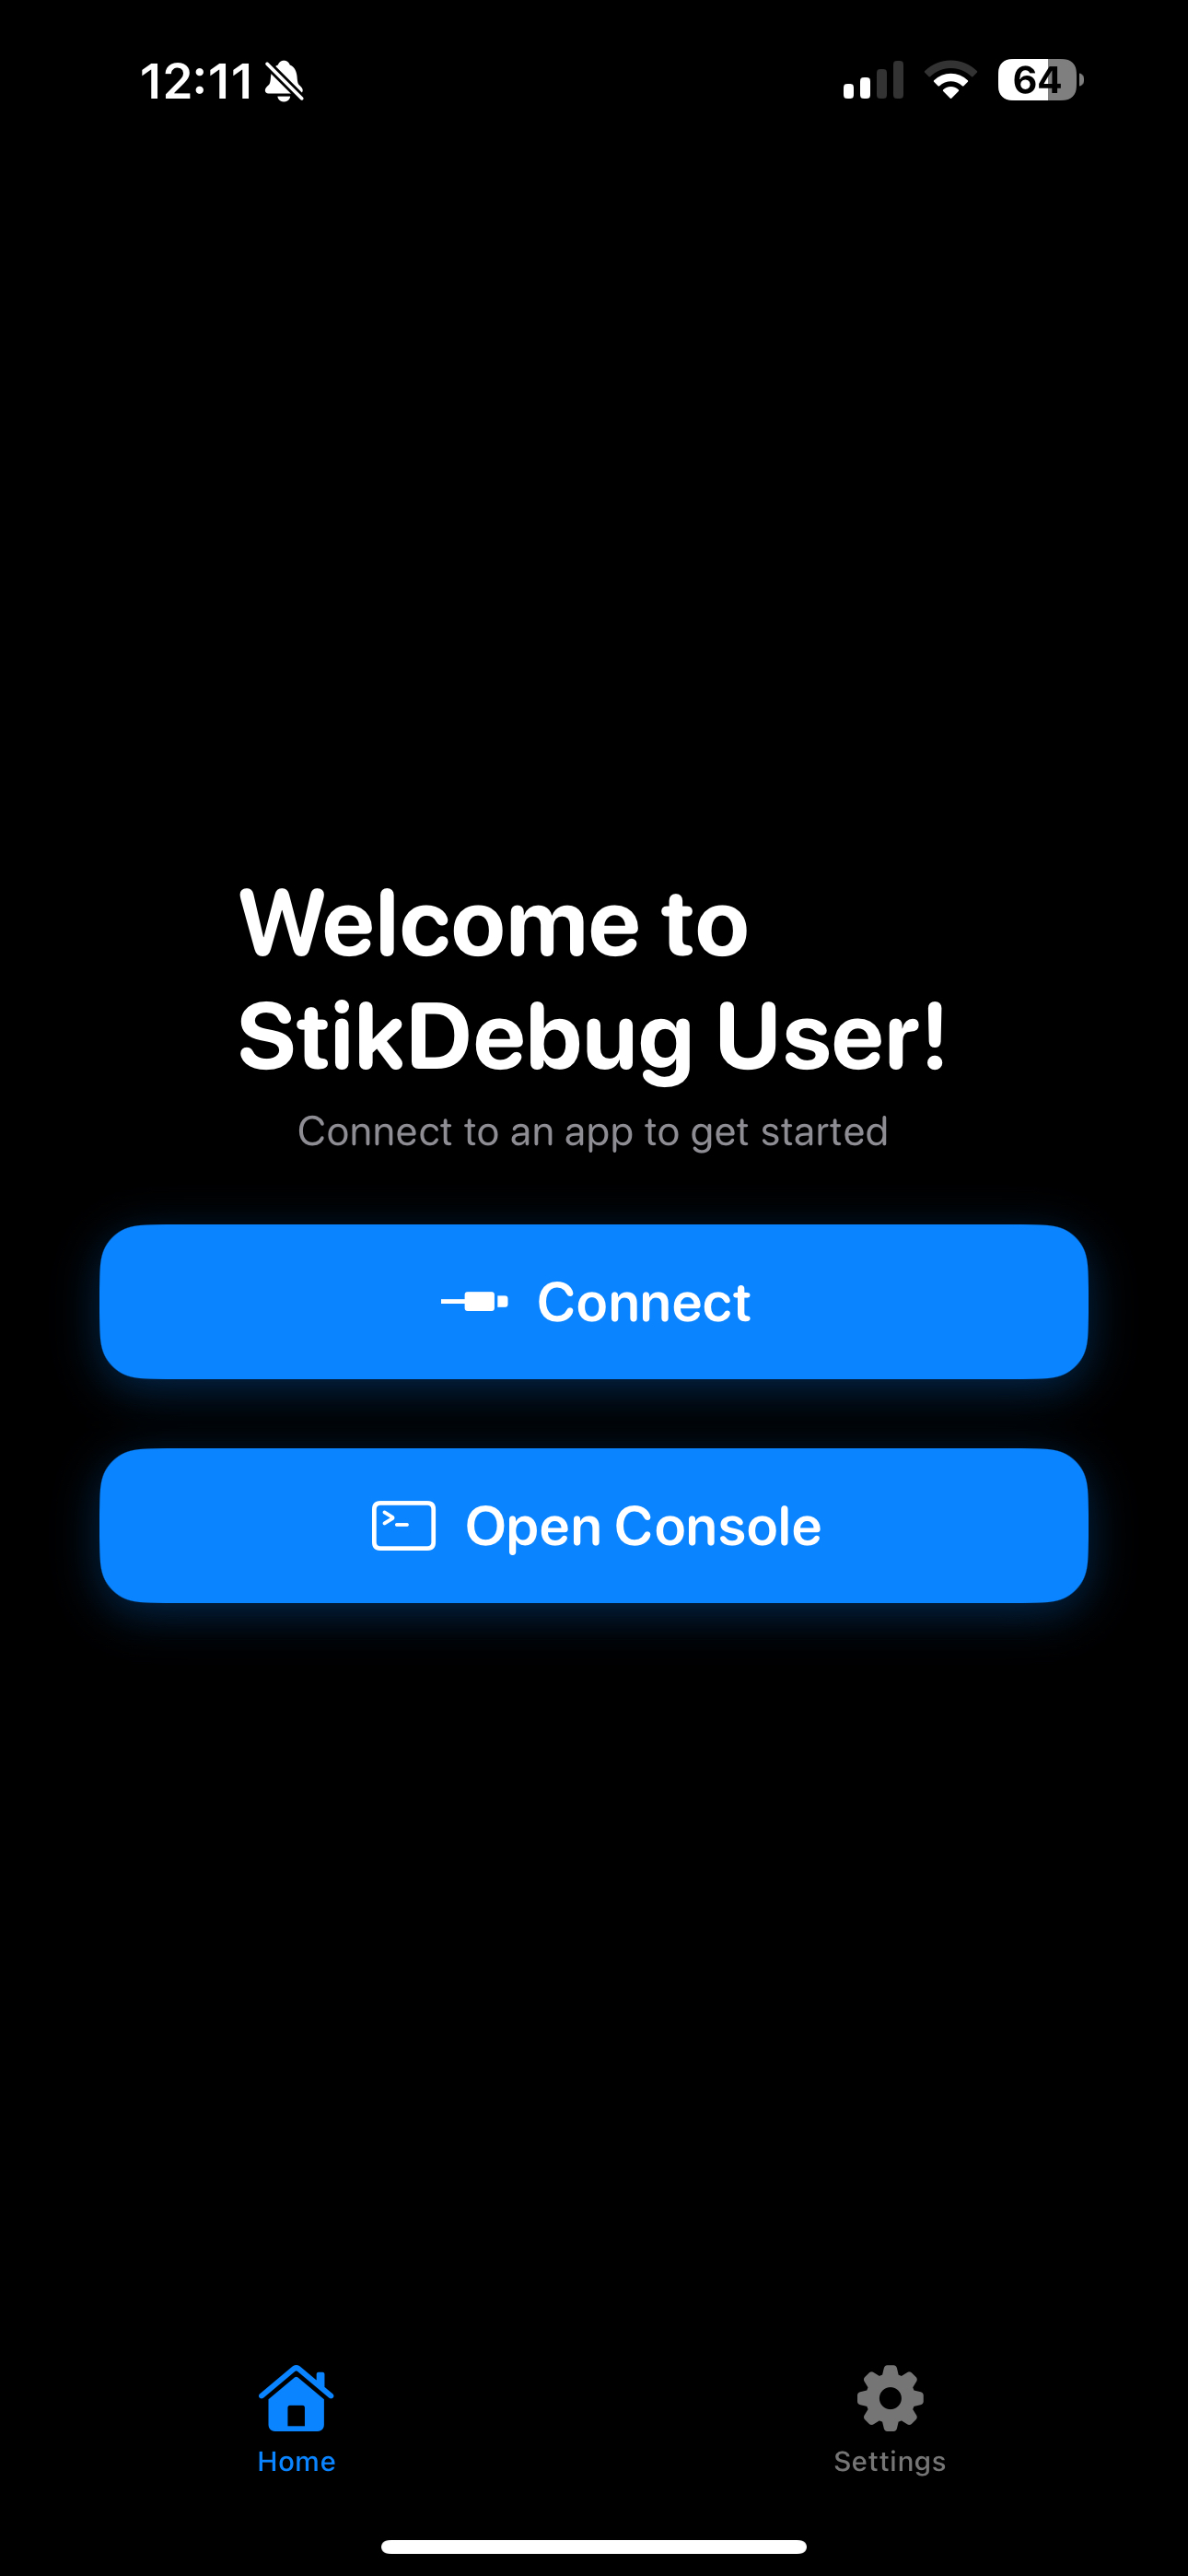 12:11
64
Welcome to
StikDebug User!
Connect to an app to get started
Connect
Open Console
Home
Settings